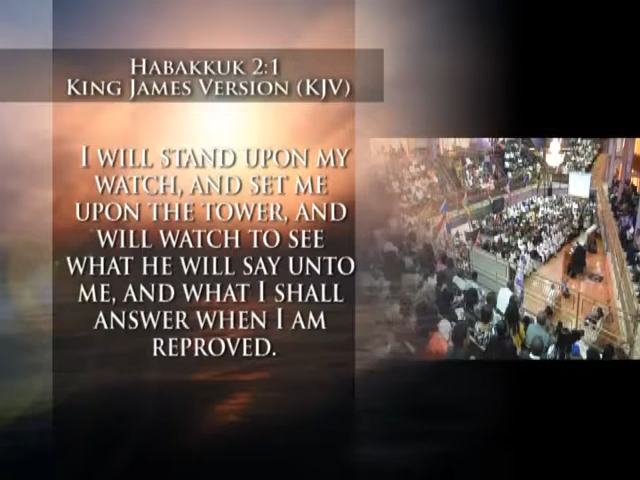 HABAKKUK 2:1
KING JAMES VERSION (KJV)
I WILL STAND UPON MY
WATCH, AND SET ME
UPON THE TOWER, AND
WILL WATCH TO SEE
WHAT HE WILL SAY UNTO
ME, AND WHAT I SHALL
ANSWER WHEN I AM
REPROVED.